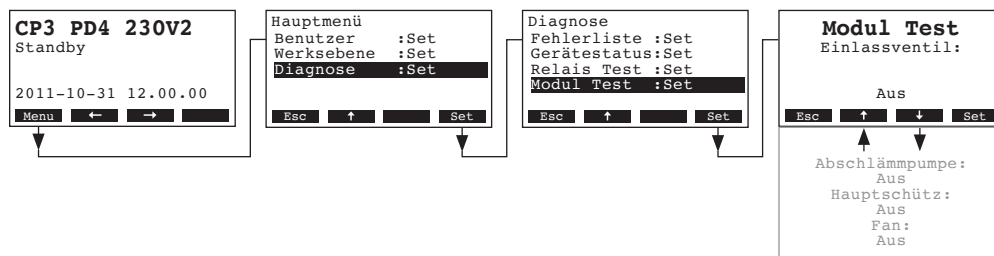 CP3 PD4 230V2
Standby
2011-10-31 12.00.00
Menu ← →
Hauptmenü
Benutzer :Set
Werksebene :Set
Diagnose :Set
Esc ↑ Set
Diagnose
Fehlerliste :Set
Gerätestatus:Set
Relais Test :Set
Modul Test :Set
Esc ↑ Set
Modul Test
Einlassventil:
Aus
Esc ↑ ↓ Set
Abschlämmpumpe:
Aus
Hauptschütz:
Aus
Fan:
Aus